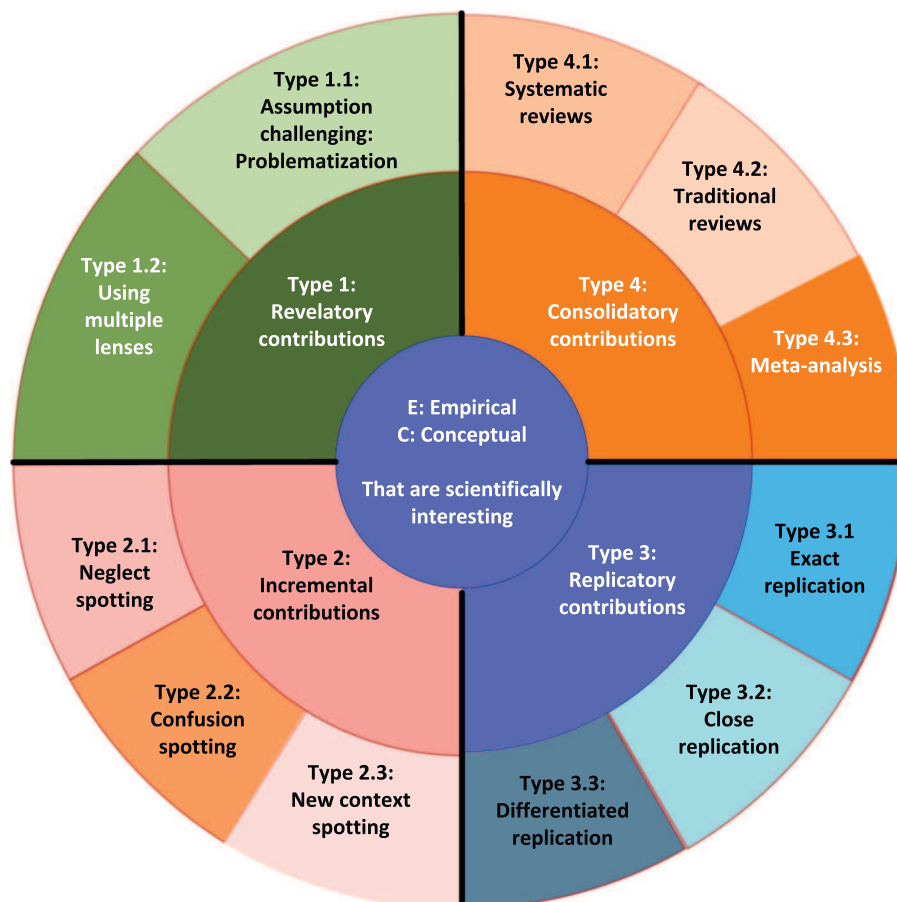 Type 1.1:
Assumption
challenging:
Problematization
Type 4.1:
Systematic
reviews
Type 4.2:
Traditional
reviews
Type 1.2:
Using
multiple
lenses
Type 1:
Revelatory
contributions
Type 4:
Consolidatory
contributions
Type 4.3:
Meta-analysis
E: Empirical
C: Conceptual
That are scientifically
interesting
Type 2.1:
Neglect
spotting
Type 2:
Incremental
contributions
Type 3:
Replicatory
contributions
Type 3.1
Exact
replication
Type 2.2:
Confusion
spotting
Type 3.2:
Close
replication
Type 2.3:
New context
spotting
Type 3.3:
Differentiated
replication